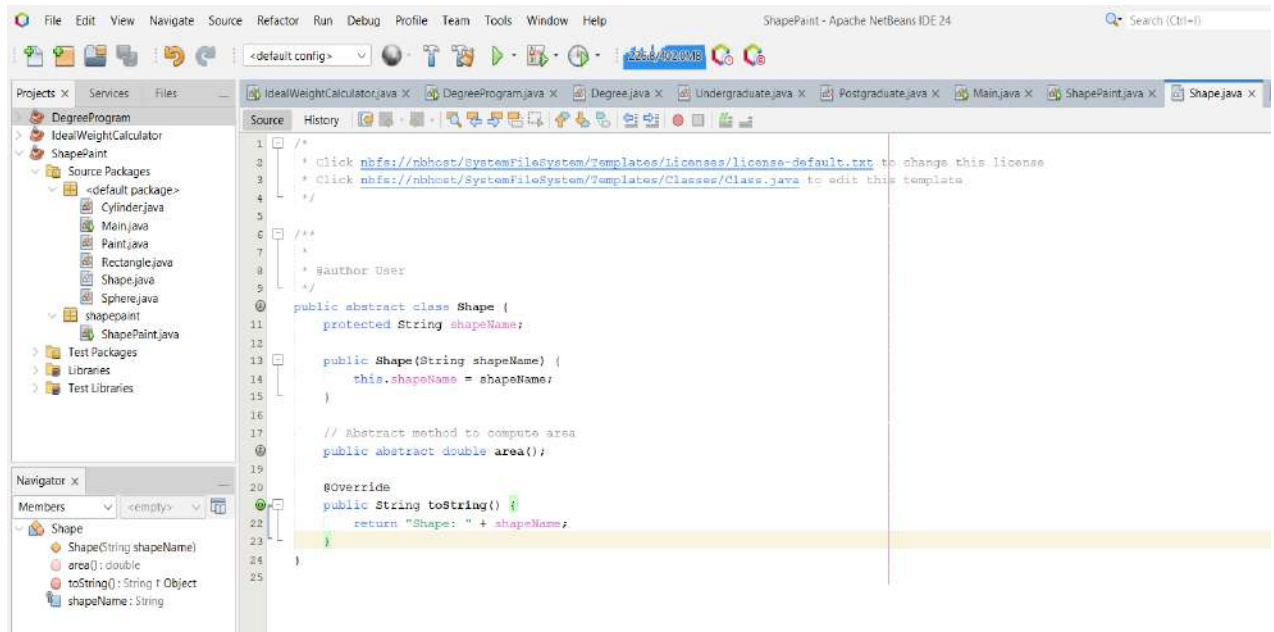 File Edit View Navigate Source Refactor Run Debug Profile Team Tools Window Help
ShapePaint - Apache NetBeans IDE 24
Search (Ctrl+I)
<default config>
Projects × Services Files
IdealWeightCalculator.java × DegreeProgram.java × Degree.java × Undergraduate.java × Postgraduate.java × Main.java × ShapePaint.java × Shape.java ×
DegreeProgram
IdealWeightCalculator
ShapePaint
Source Packages
<default package>
Cylinder.java
Main.java
Paint.java
Rectangle.java
Shape.java
Sphere.java
shapepaint
ShapePaint.java
Test Packages
Libraries
Test Libraries
Navigator ×
Members <empty>
Shape
Shape(String shapeName)
area() : double
toString() : String ↑ Object
shapeName : String
Source History
1 /*
2 * Click nbfs://nbhost/SystemFileSystem/Templates/Licenses/license-default.txt to change this license
3 * Click nbfs://nbhost/SystemFileSystem/Templates/Classes/Class.java to edit this template
4 */
5
6 /**
7 *
8 * @author User
9 */
public abstract class Shape {
11 protected String shapeName;
12
13 public Shape(String shapeName) {
14 this.shapeName = shapeName;
15 }
16
17 // Abstract method to compute area
public abstract double area();
19
20 @Override
public String toString() {
22 return "Shape: " + shapeName;
23 }
24 }
25